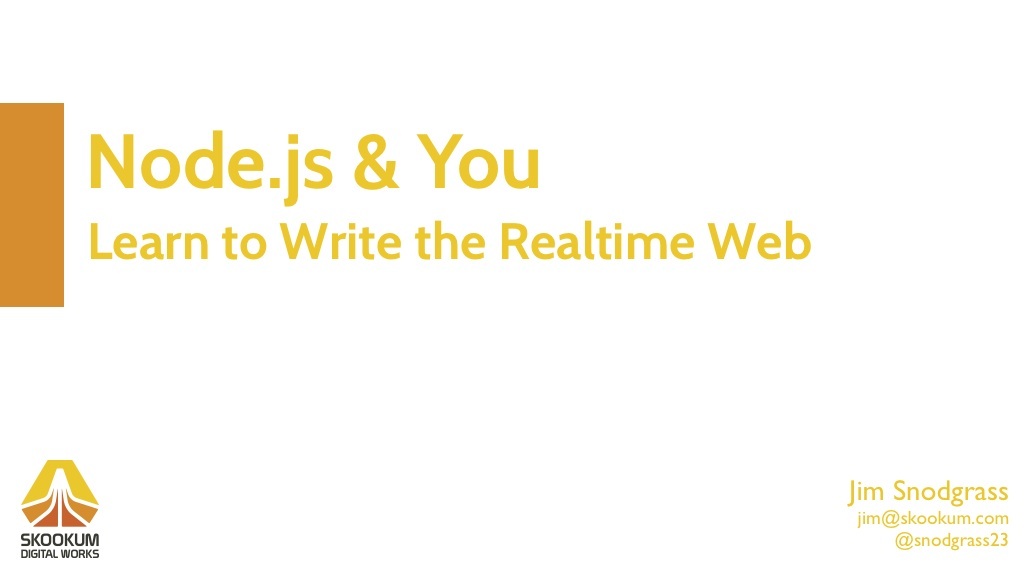 Node.js & You
Learn to Write the Realtime Web
SKOOKUM
DIGITAL WORKS
Jim Snodgrass
jim@skookum.com
@snodgrass23